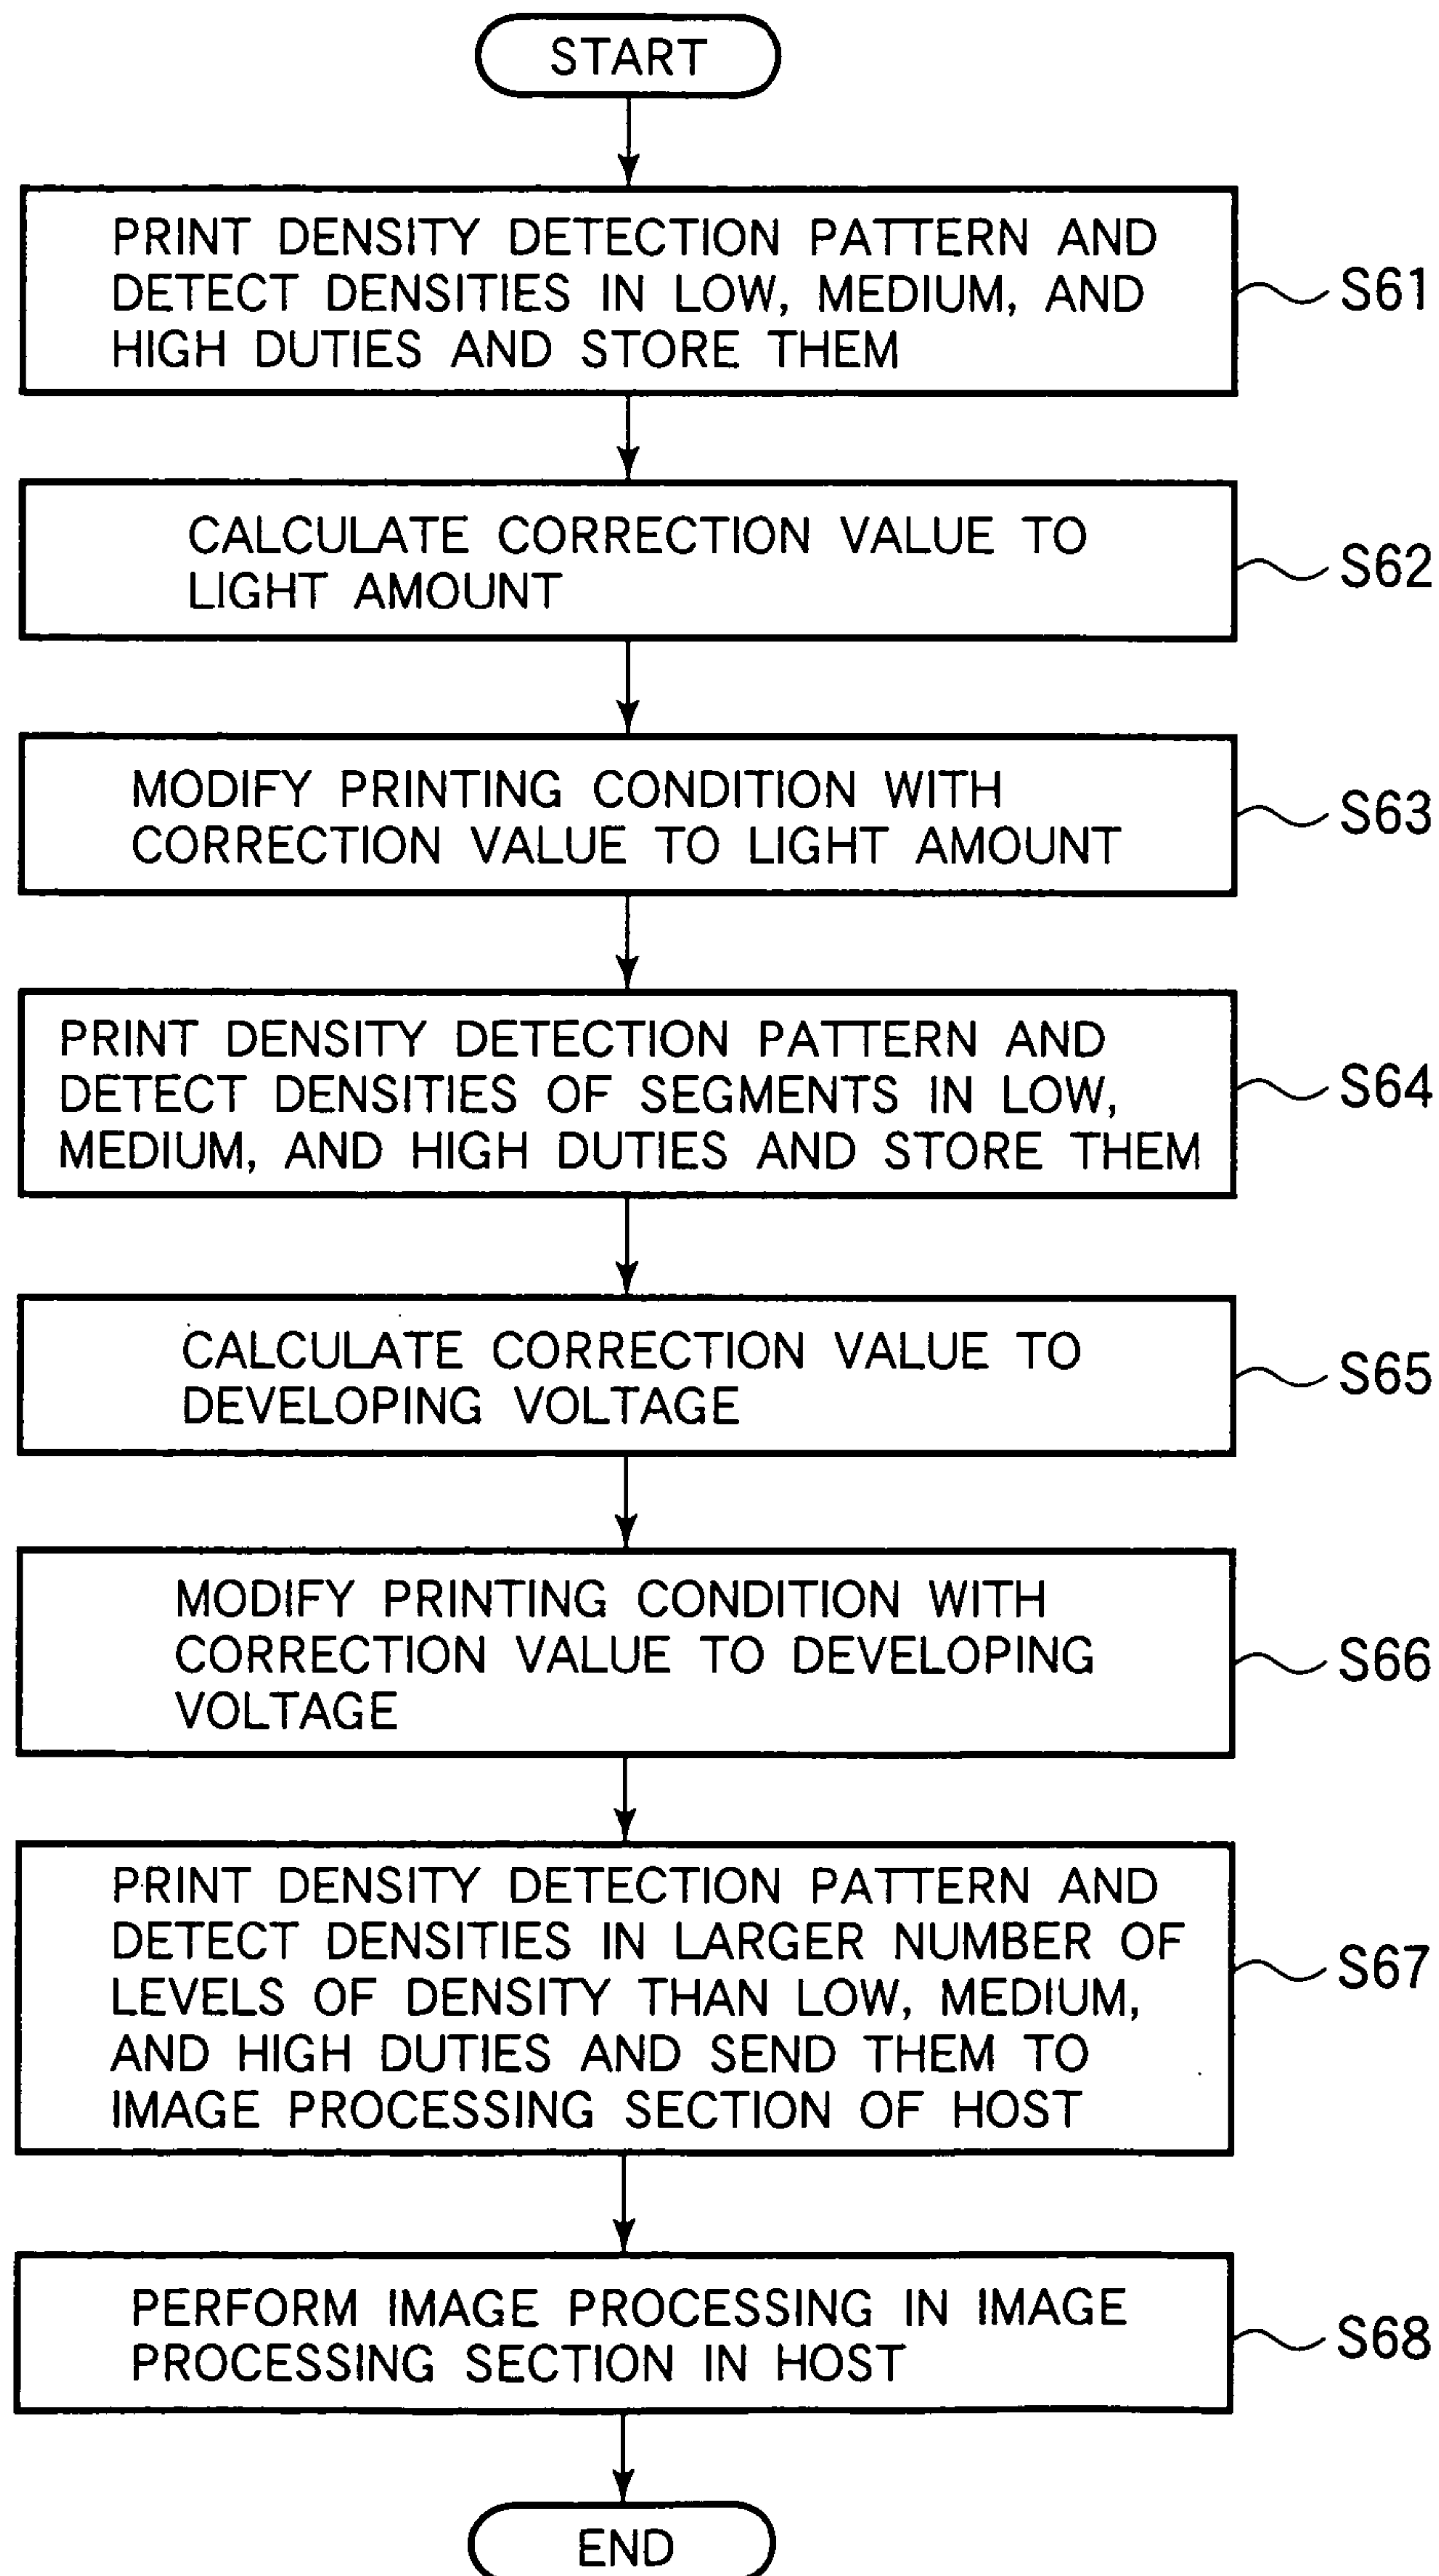 START
PRINT DENSITY DETECTION PATTERN AND
DETECT DENSITIES IN LOW, MEDIUM, AND
HIGH DUTIES AND STORE THEM
S61
CALCULATE CORRECTION VALUE TO
LIGHT AMOUNT
S62
MODIFY PRINTING CONDITION WITH
CORRECTION VALUE TO LIGHT AMOUNT
S63
PRINT DENSITY DETECTION PATTERN AND
DETECT DENSITIES OF SEGMENTS IN LOW,
MEDIUM, AND HIGH DUTIES AND STORE THEM
S64
CALCULATE CORRECTION VALUE TO
DEVELOPING VOLTAGE
S65
MODIFY PRINTING CONDITION WITH
CORRECTION VALUE TO DEVELOPING
VOLTAGE
S66
PRINT DENSITY DETECTION PATTERN AND
DETECT DENSITIES IN LARGER NUMBER OF
LEVELS OF DENSITY THAN LOW, MEDIUM,
AND HIGH DUTIES AND SEND THEM TO
IMAGE PROCESSING SECTION OF HOST
S67
PERFORM IMAGE PROCESSING IN IMAGE
PROCESSING SECTION IN HOST
S68
END